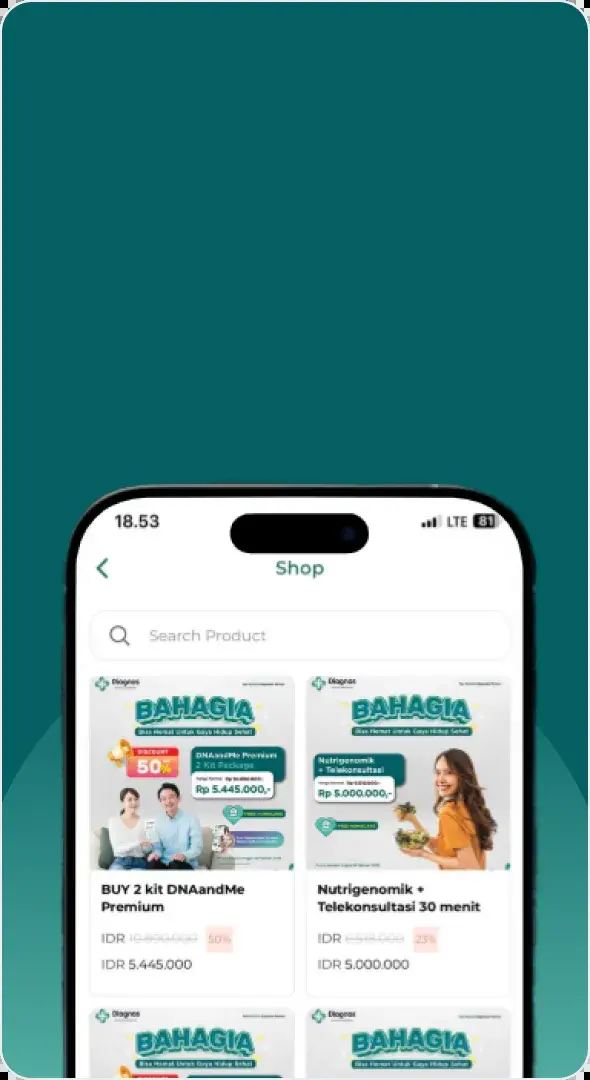 18.53
LTE 81
Shop
Search Product
Diagnos
BAHAGIA
Bisa Hemat Untuk Gaya Hidup Sehat
DISCOUNT
50%
DNAandMe Premium
2 Kit Package
Rp 5.445.000,-
BUY 2 kit DNAandMe
Premium
IDR 10.890.000 50%
IDR 5.445.000
Diagnos
BAHAGIA
Bisa Hemat Untuk Gaya Hidup Sehat
Nutrigenomik
+ Telekonsultasi
Rp 5.000.000,-
Nutrigenomik +
Telekonsultasi 30 menit
IDR 23%
IDR 5.000.000
Diagnos
BAHAGIA
Bisa Hemat Untuk Gaya Hidup Sehat
Diagnos
BAHAGIA
Bisa Hemat Untuk Gaya Hidup Sehat